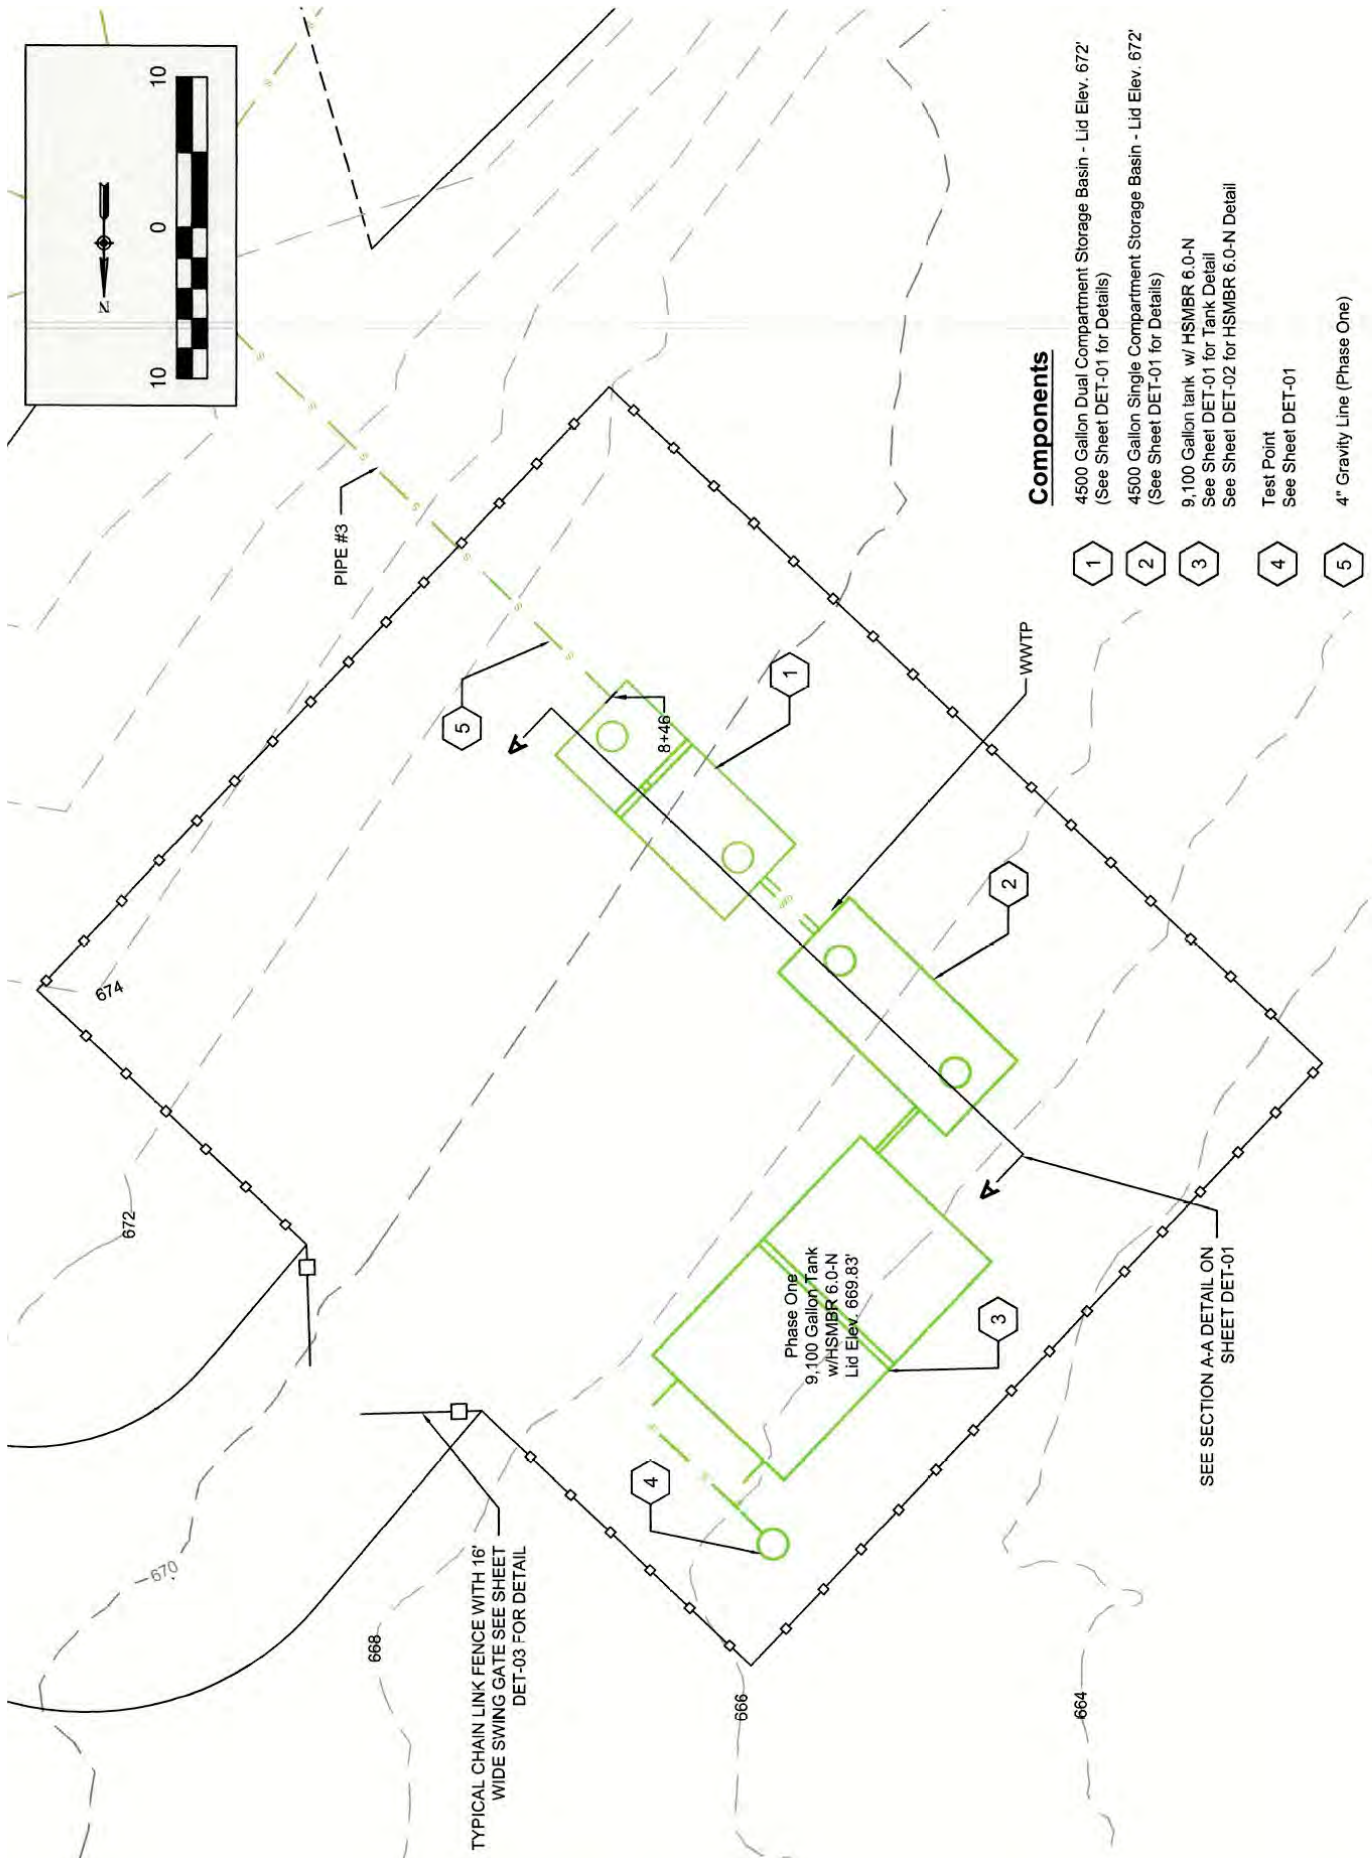 N
10
0
10
PIPE #3
5
A
8+46
1
WWTP
2
674
672
Phase One
9,100 Gallon Tank
w/HSMBR 6.0-N
Lid Elev. 669.83'
3
A
4
SEE SECTION A-A DETAIL ON
SHEET DET-01
TYPICAL CHAIN LINK FENCE WITH 16'
WIDE SWING GATE SEE SHEET
DET-03 FOR DETAIL
670
668
666
664
Components
1
4500 Gallon Dual Compartment Storage Basin - Lid Elev. 672'
(See Sheet DET-01 for Details)
2
4500 Gallon Single Compartment Storage Basin - Lid Elev. 672'
(See Sheet DET-01 for Details)
3
9,100 Gallon tank w/ HSMBR 6.0-N
See Sheet DET-01 for Tank Detail
See Sheet DET-02 for HSMBR 6.0-N Detail
4
Test Point
See Sheet DET-01
5
4" Gravity Line (Phase One)